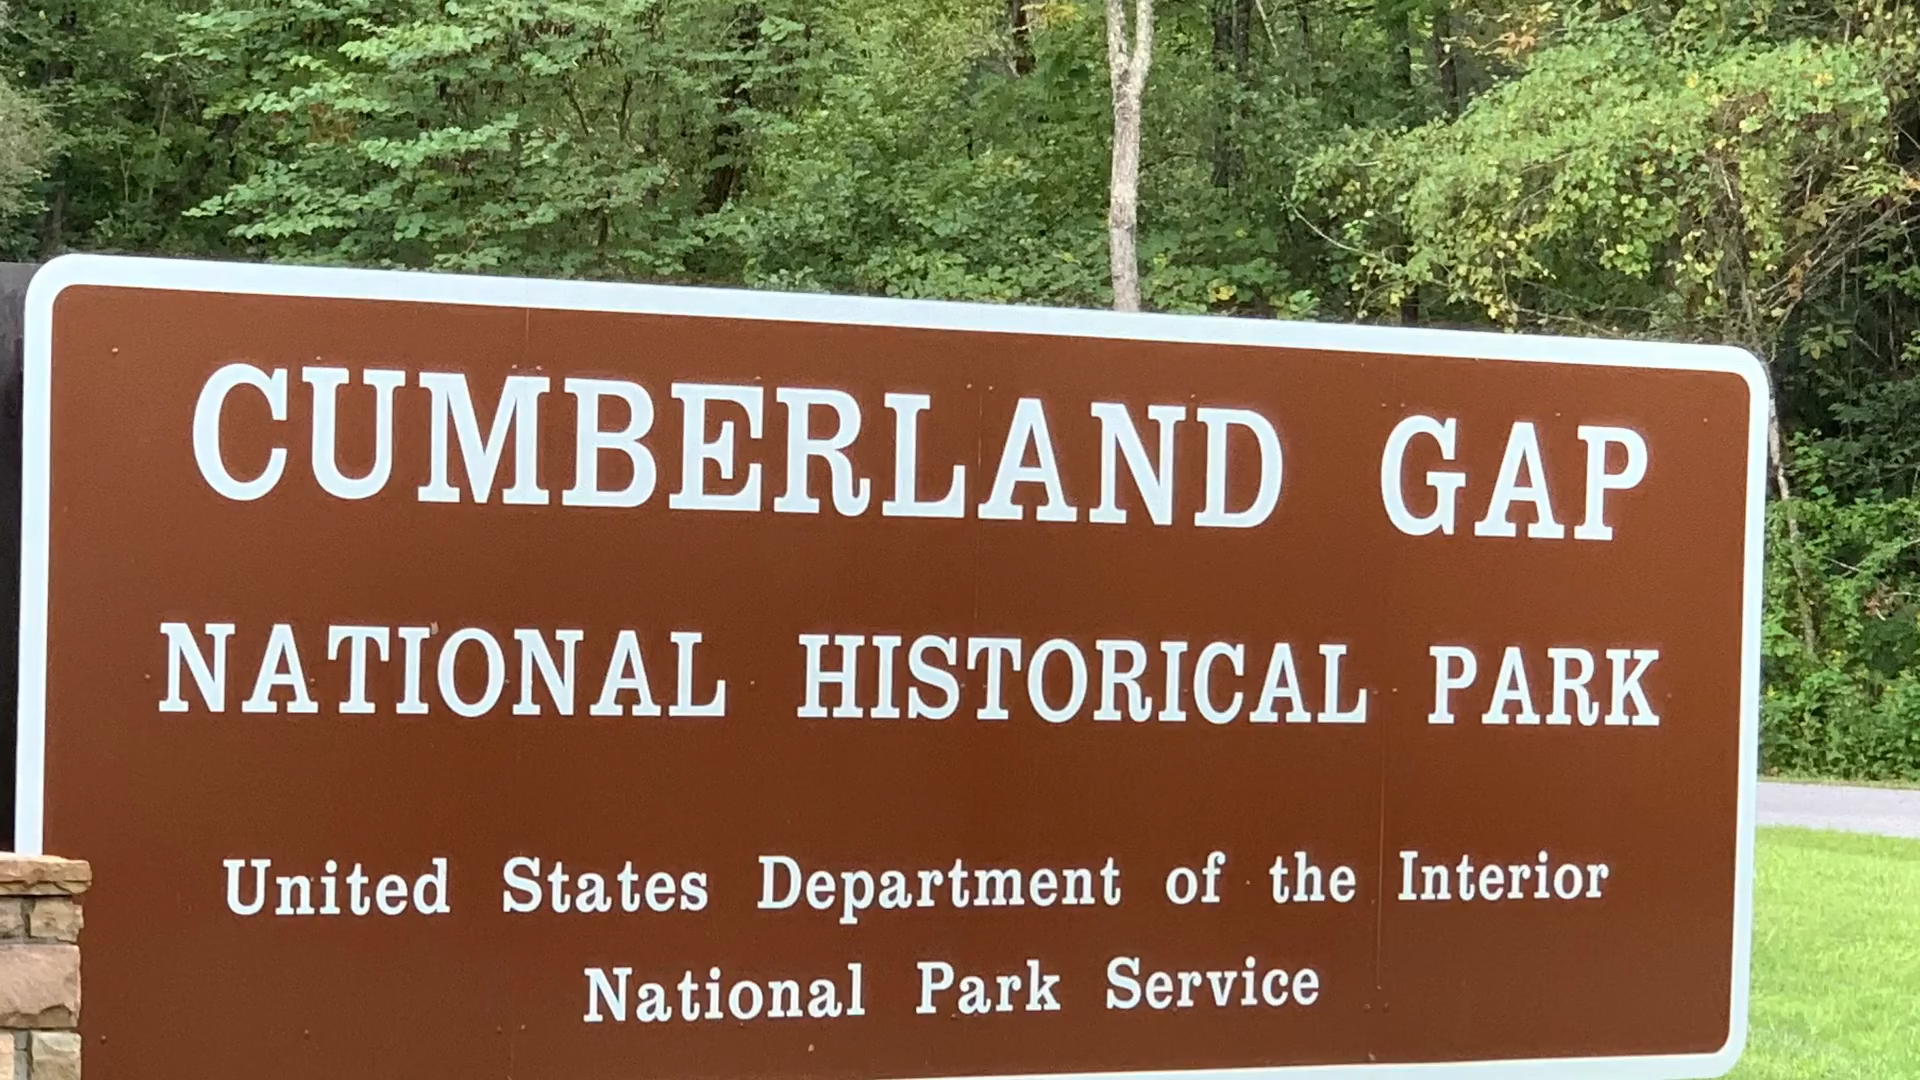 CUMBERLAND GAP
NATIONAL HISTORICAL PARK
United States Department of the Interior
National Park Service